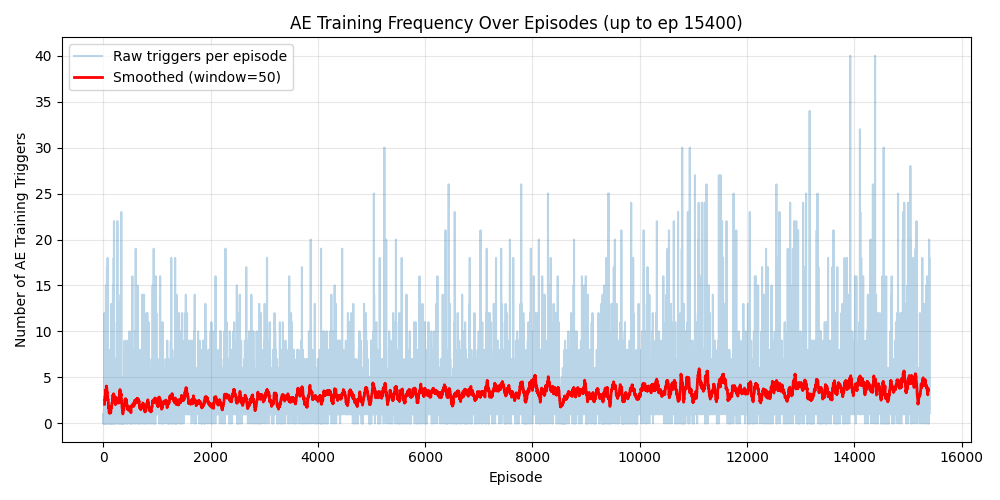 AE Training Frequency Over Episodes (up to ep 15400)
Raw triggers per episode
Smoothed (window=50)
Number of AE Training Triggers
40
35
30
25
20
15
10
5
0
0 2000 4000 6000 8000 10000 12000 14000 16000
Episode